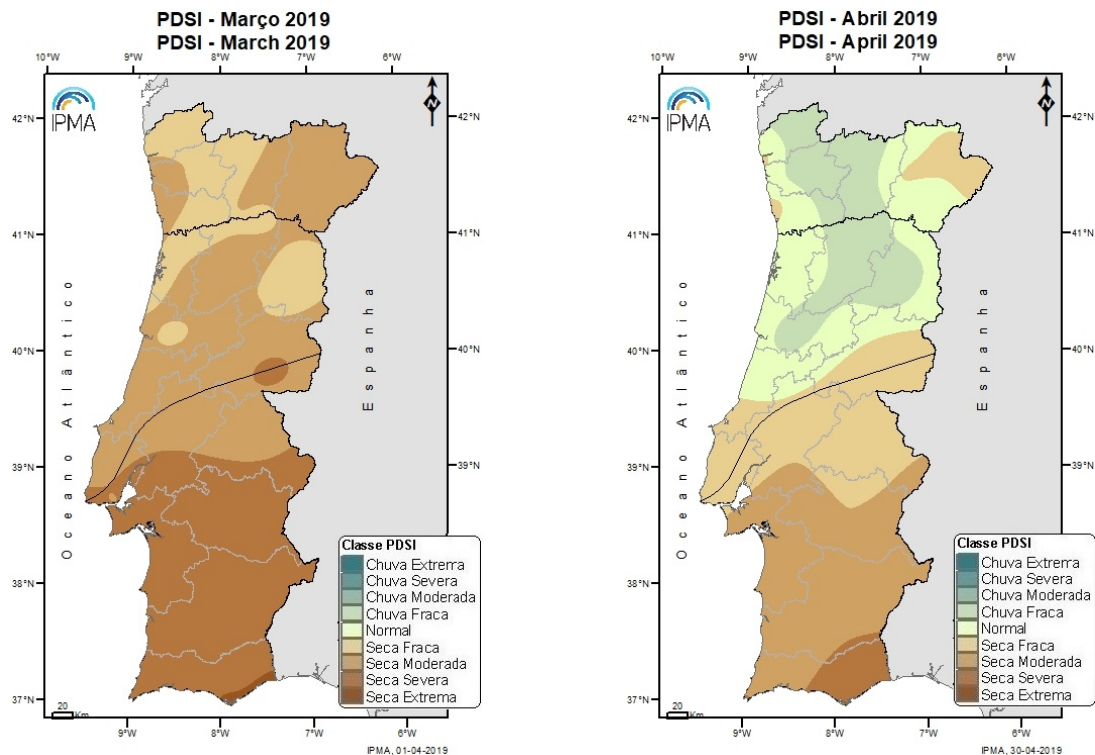 PDSI - Março 2019
PDSI - March 2019
10°W 9°W 8°W 7°W 6°W
IPMA
N
42°N 42°N
41°N 41°N
40°N 40°N
39°N 39°N
38°N
37°N
Oceano Atlântico
Espanha
Classe PDSI
Chuva Extrema
Chuva Severa
Chuva Moderada
Chuva Fraca
Normal
Seca Fraca
Seca Moderada
Seca Severa
Seca Extrema
20
Km
9°W 8°W 7°W 6°W
IPMA, 01-04-2019
PDSI - Abril 2019
PDSI - April 2019
10°W 9°W 8°W 7°W 6°W
IPMA
N
42°N 42°N
41°N 41°N
40°N 40°N
39°N 39°N
38°N
37°N
Oceano Atlântico
Espanha
Classe PDSI
Chuva Extrema
Chuva Severa
Chuva Moderada
Chuva Fraca
Normal
Seca Fraca
Seca Moderada
Seca Severa
Seca Extrema
20
Km
9°W 8°W 7°W 6°W
IPMA, 30-04-2019